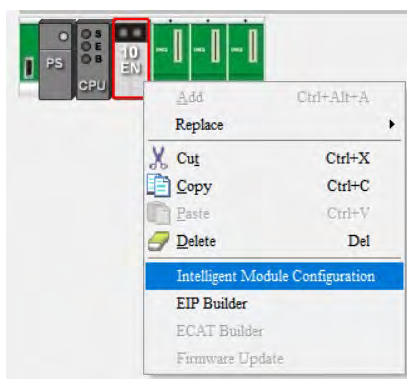 PS
CPU
S
E
B
10
EN
Add Ctrl+Alt+A
Replace
Cut Ctrl+X
Copy Ctrl+C
Paste Ctrl+V
Delete Del
Intelligent Module Configuration
EIP Builder
ECAT Builder
Firmware Update